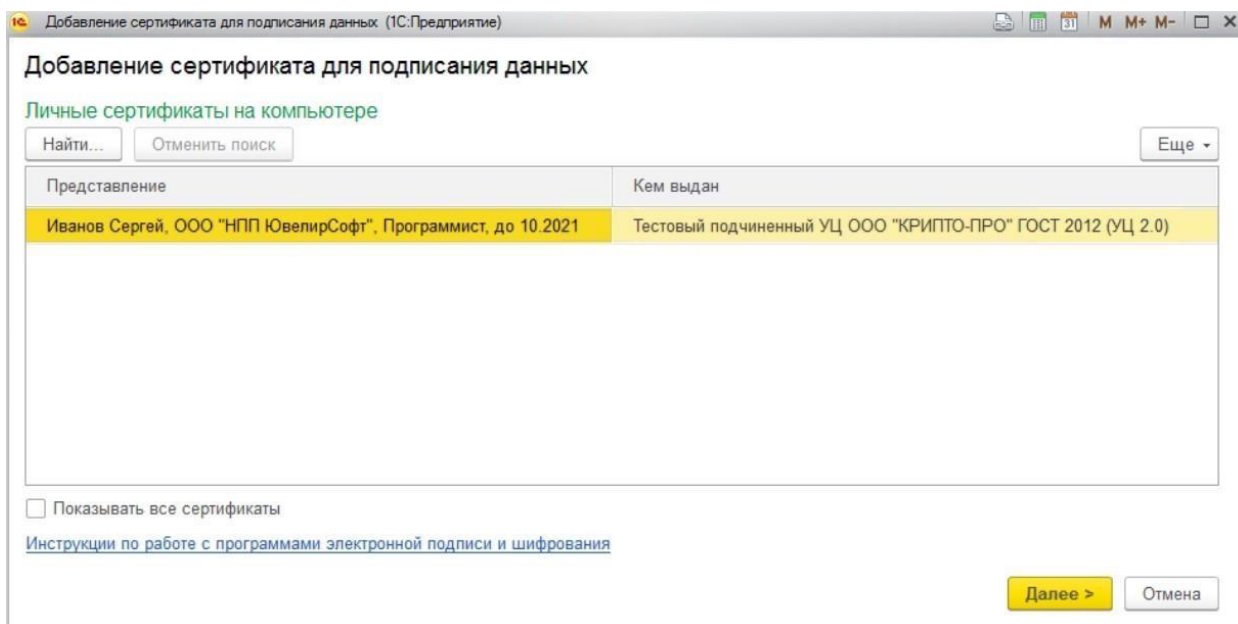 1С Добавление сертификата для подписания данных (1С:Предприятие) 31 M M+ M-
Добавление сертификата для подписания данных
Личные сертификаты на компьютере
Найти... Отменить поиск Еще
Представление Кем выдан
Иванов Сергей, ООО "НПП ЮвелирСофт", Программист, до 10.2021 Тестовый подчиненный УЦ ООО "КРИПТО-ПРО" ГОСТ 2012 (УЦ 2.0)
Показывать все сертификаты
Инструкции по работе с программами электронной подписи и шифрования
Далее > Отмена